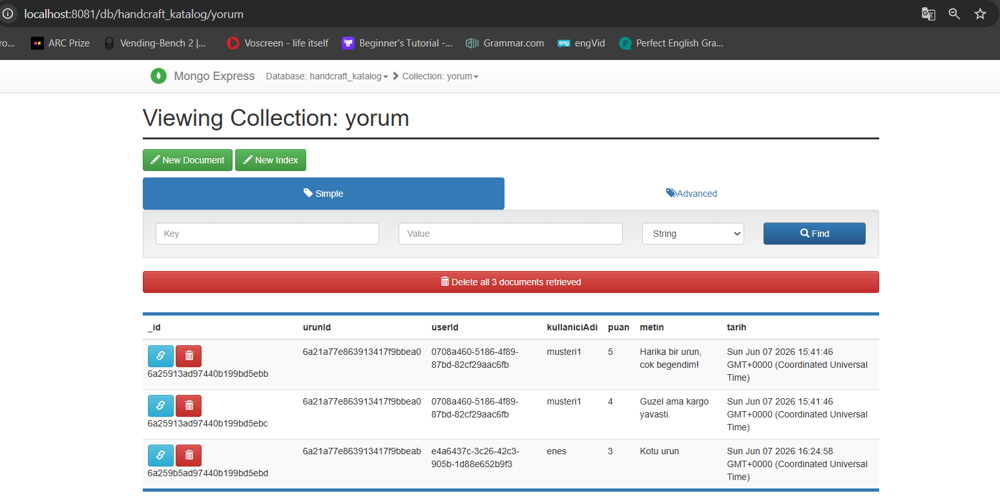 localhost:8081/db/handcraft_katalog/yorum
ro...
ARC Prize
Vending-Bench 2 |...
Voscreen - life itself
Beginner's Tutorial -...
Grammar.com
eng
engVid
P
Perfect English Gra...
Mongo Express
Database: handcraft_katalog
Collection: yorum
Viewing Collection: yorum
New Document
New Index
Simple
Advanced
Key
Value
String
Find
Delete all 3 documents retrieved
_id urunId userId kullaniciAdi puan metin tarih
6a21a77e863913417f9bbea0 0708a460-5186-4f89- musteri1 5 Harika bir urun, Sun Jun 07 2026 15:41:46
87bd-82cf29aac6fb cok begendim! GMT+0000 (Coordinated Universal
6a25913ad97440b199bd5ebb Time)
6a21a77e863913417f9bbea0 0708a460-5186-4f89- musteri1 4 Guzel ama kargo Sun Jun 07 2026 15:41:46
87bd-82cf29aac6fb yavasti. GMT+0000 (Coordinated Universal
6a25913ad97440b199bd5ebc Time)
6a21a77e863913417f9bbeab e4a6437c-3c26-42c3- enes 3 Kotu urun Sun Jun 07 2026 16:24:58
905b-1d88e652b9f3 GMT+0000 (Coordinated Universal
6a259b5ad97440b199bd5ebd Time)